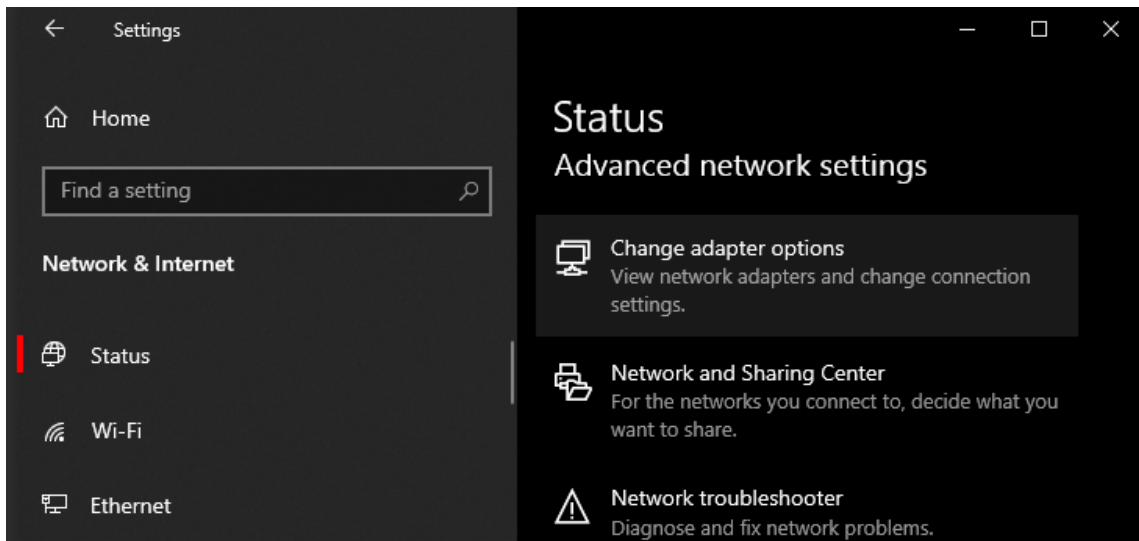 Settings
Home
Find a setting
Network & Internet
Status
Wi-Fi
Ethernet
Status
Advanced network settings
Change adapter options
View network adapters and change connection
settings.
Network and Sharing Center
For the networks you connect to, decide what you
want to share.
Network troubleshooter
Diagnose and fix network problems.